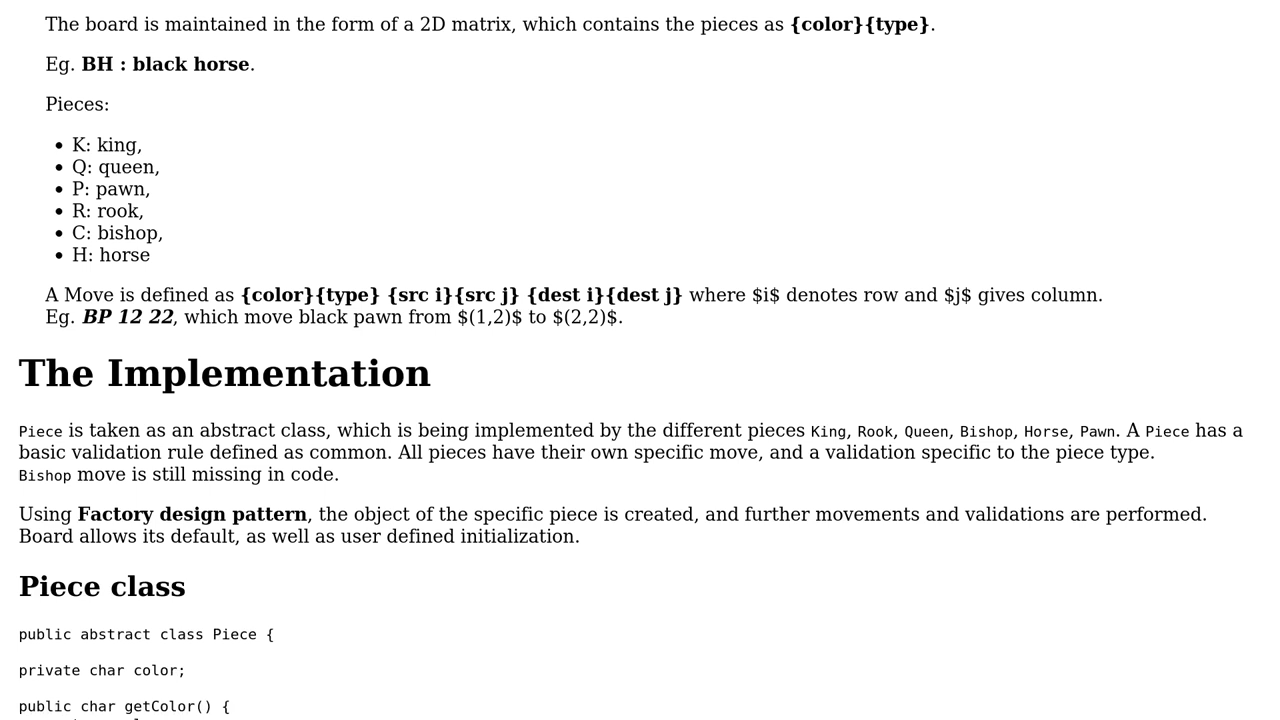 The board is maintained in the form of a 2D matrix, which contains the pieces as {color}{type}.
Eg. BH : black horse.
Pieces:
• K: king,
• Q: queen,
• P: pawn,
• R: rook,
• C: bishop,
• H: horse
A Move is defined as {color}{type} {src i}{src j} {dest i}{dest j} where $i$ denotes row and $j$ gives column.
Eg. BP 12 22, which move black pawn from $(1,2)$ to $(2,2)$.
The Implementation
Piece is taken as an abstract class, which is being implemented by the different pieces King, Rook, Queen, Bishop, Horse, Pawn. A Piece has a
basic validation rule defined as common. All pieces have their own specific move, and a validation specific to the piece type.
Bishop move is still missing in code.
Using Factory design pattern, the object of the specific piece is created, and further movements and validations are performed.
Board allows its default, as well as user defined initialization.
Piece class
public abstract class Piece {
private char color;
public char getColor() {